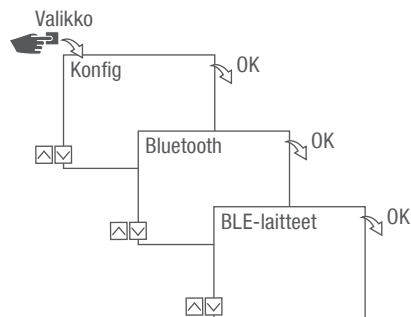 Valikko
Konfig
OK
Bluetooth
OK
BLE-laitteet
OK